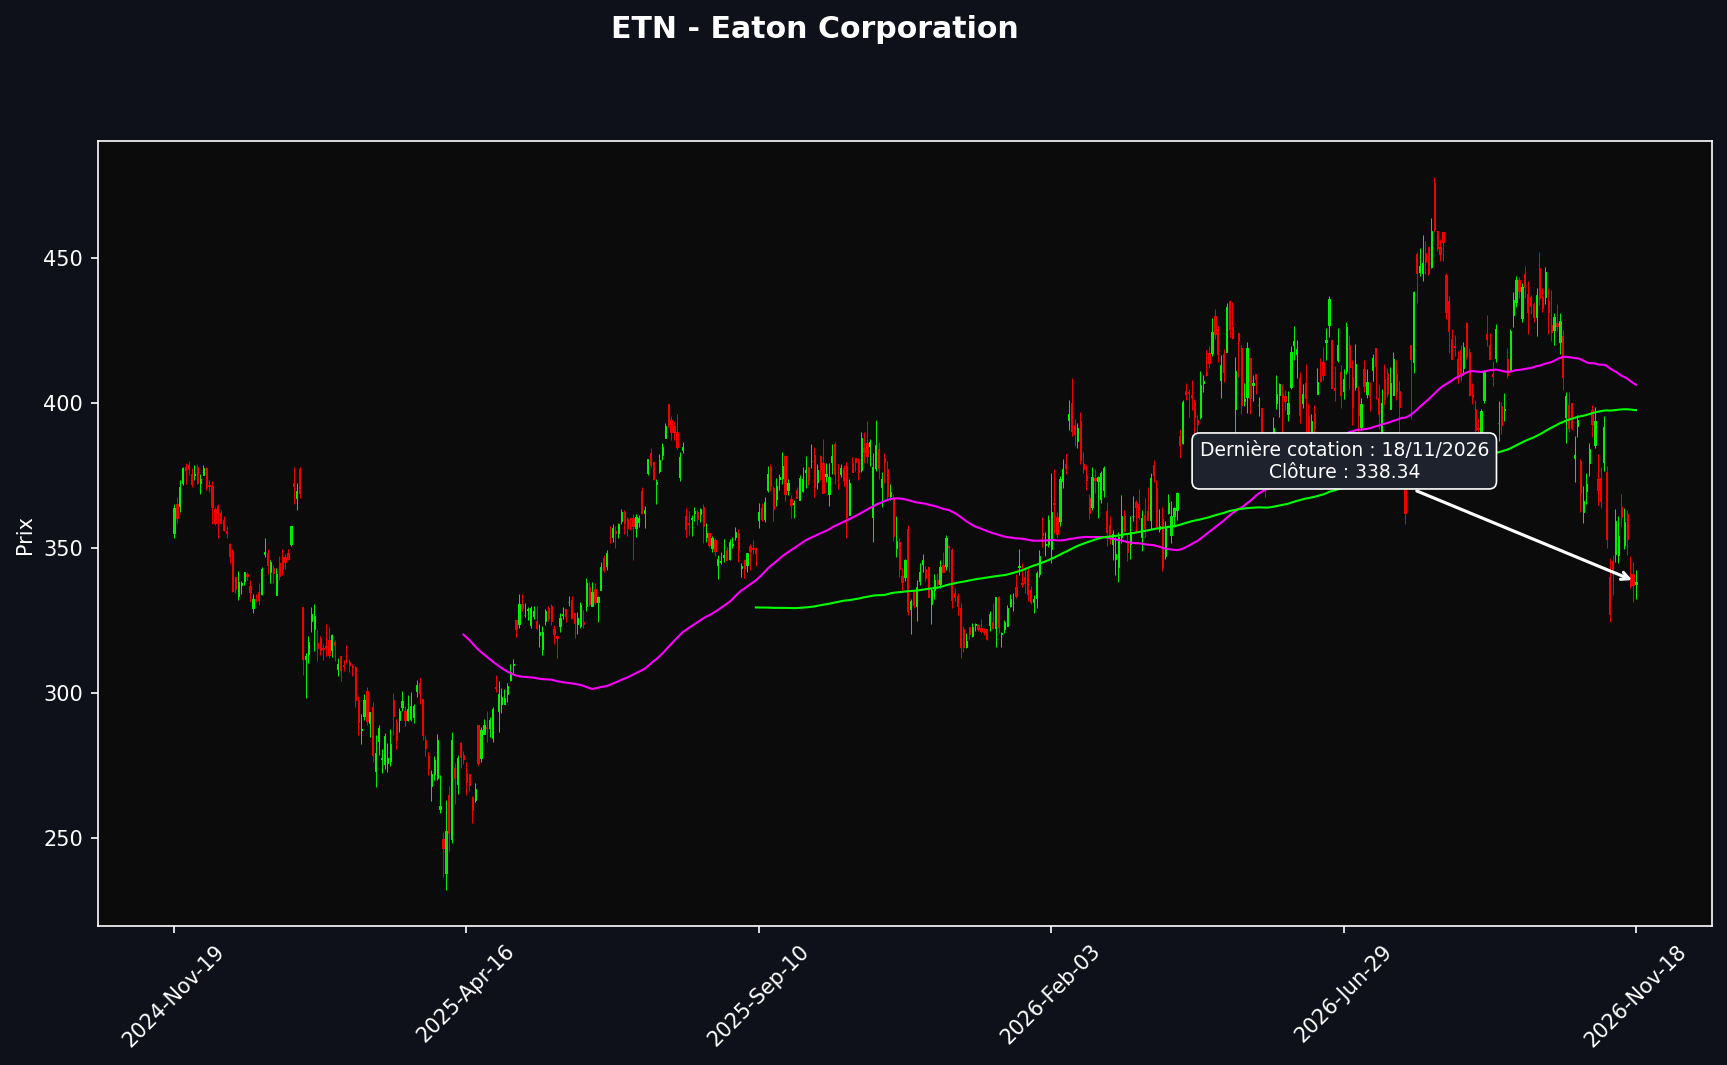 ETN - Eaton Corporation
Prix
450
400
350
300
250
Dernière cotation : 18/11/2026
Clôture : 338.34
2024-Nov-19
2025-Apr-16
2025-Sep-10
2026-Feb-03
2026-Jun-29
2026-Nov-18